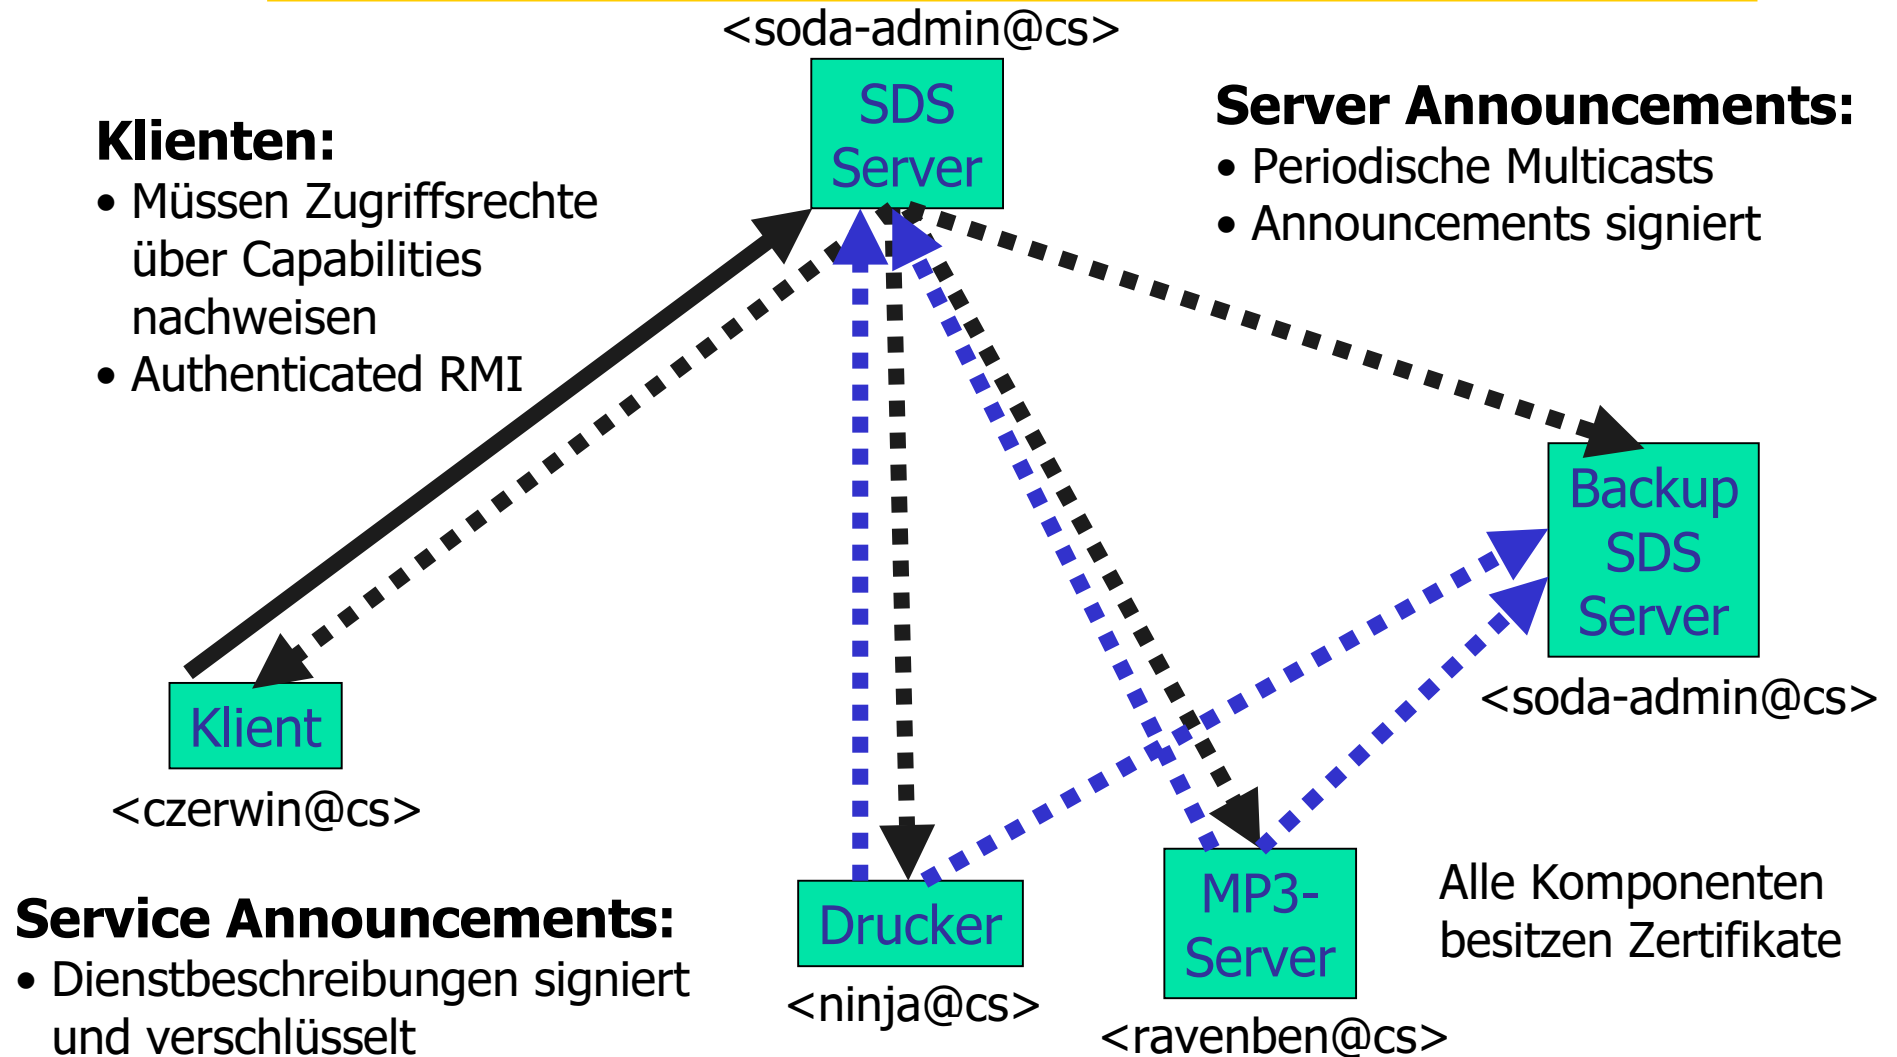 <soda-admin@cs>
SDS
Server
Klienten:
• Müssen Zugriffsrechte
über Capabilities
nachweisen
• Authenticated RMI
Server Announcements:
• Periodische Multicasts
• Announcements signiert
Backup
SDS
Server
<soda-admin@cs>
Klient
<czerwin@cs>
Service Announcements:
• Dienstbeschreibungen signiert
und verschlüsselt
Drucker
<ninja@cs>
MP3-
Server
<ravenben@cs>
Alle Komponenten
besitzen Zertifikate